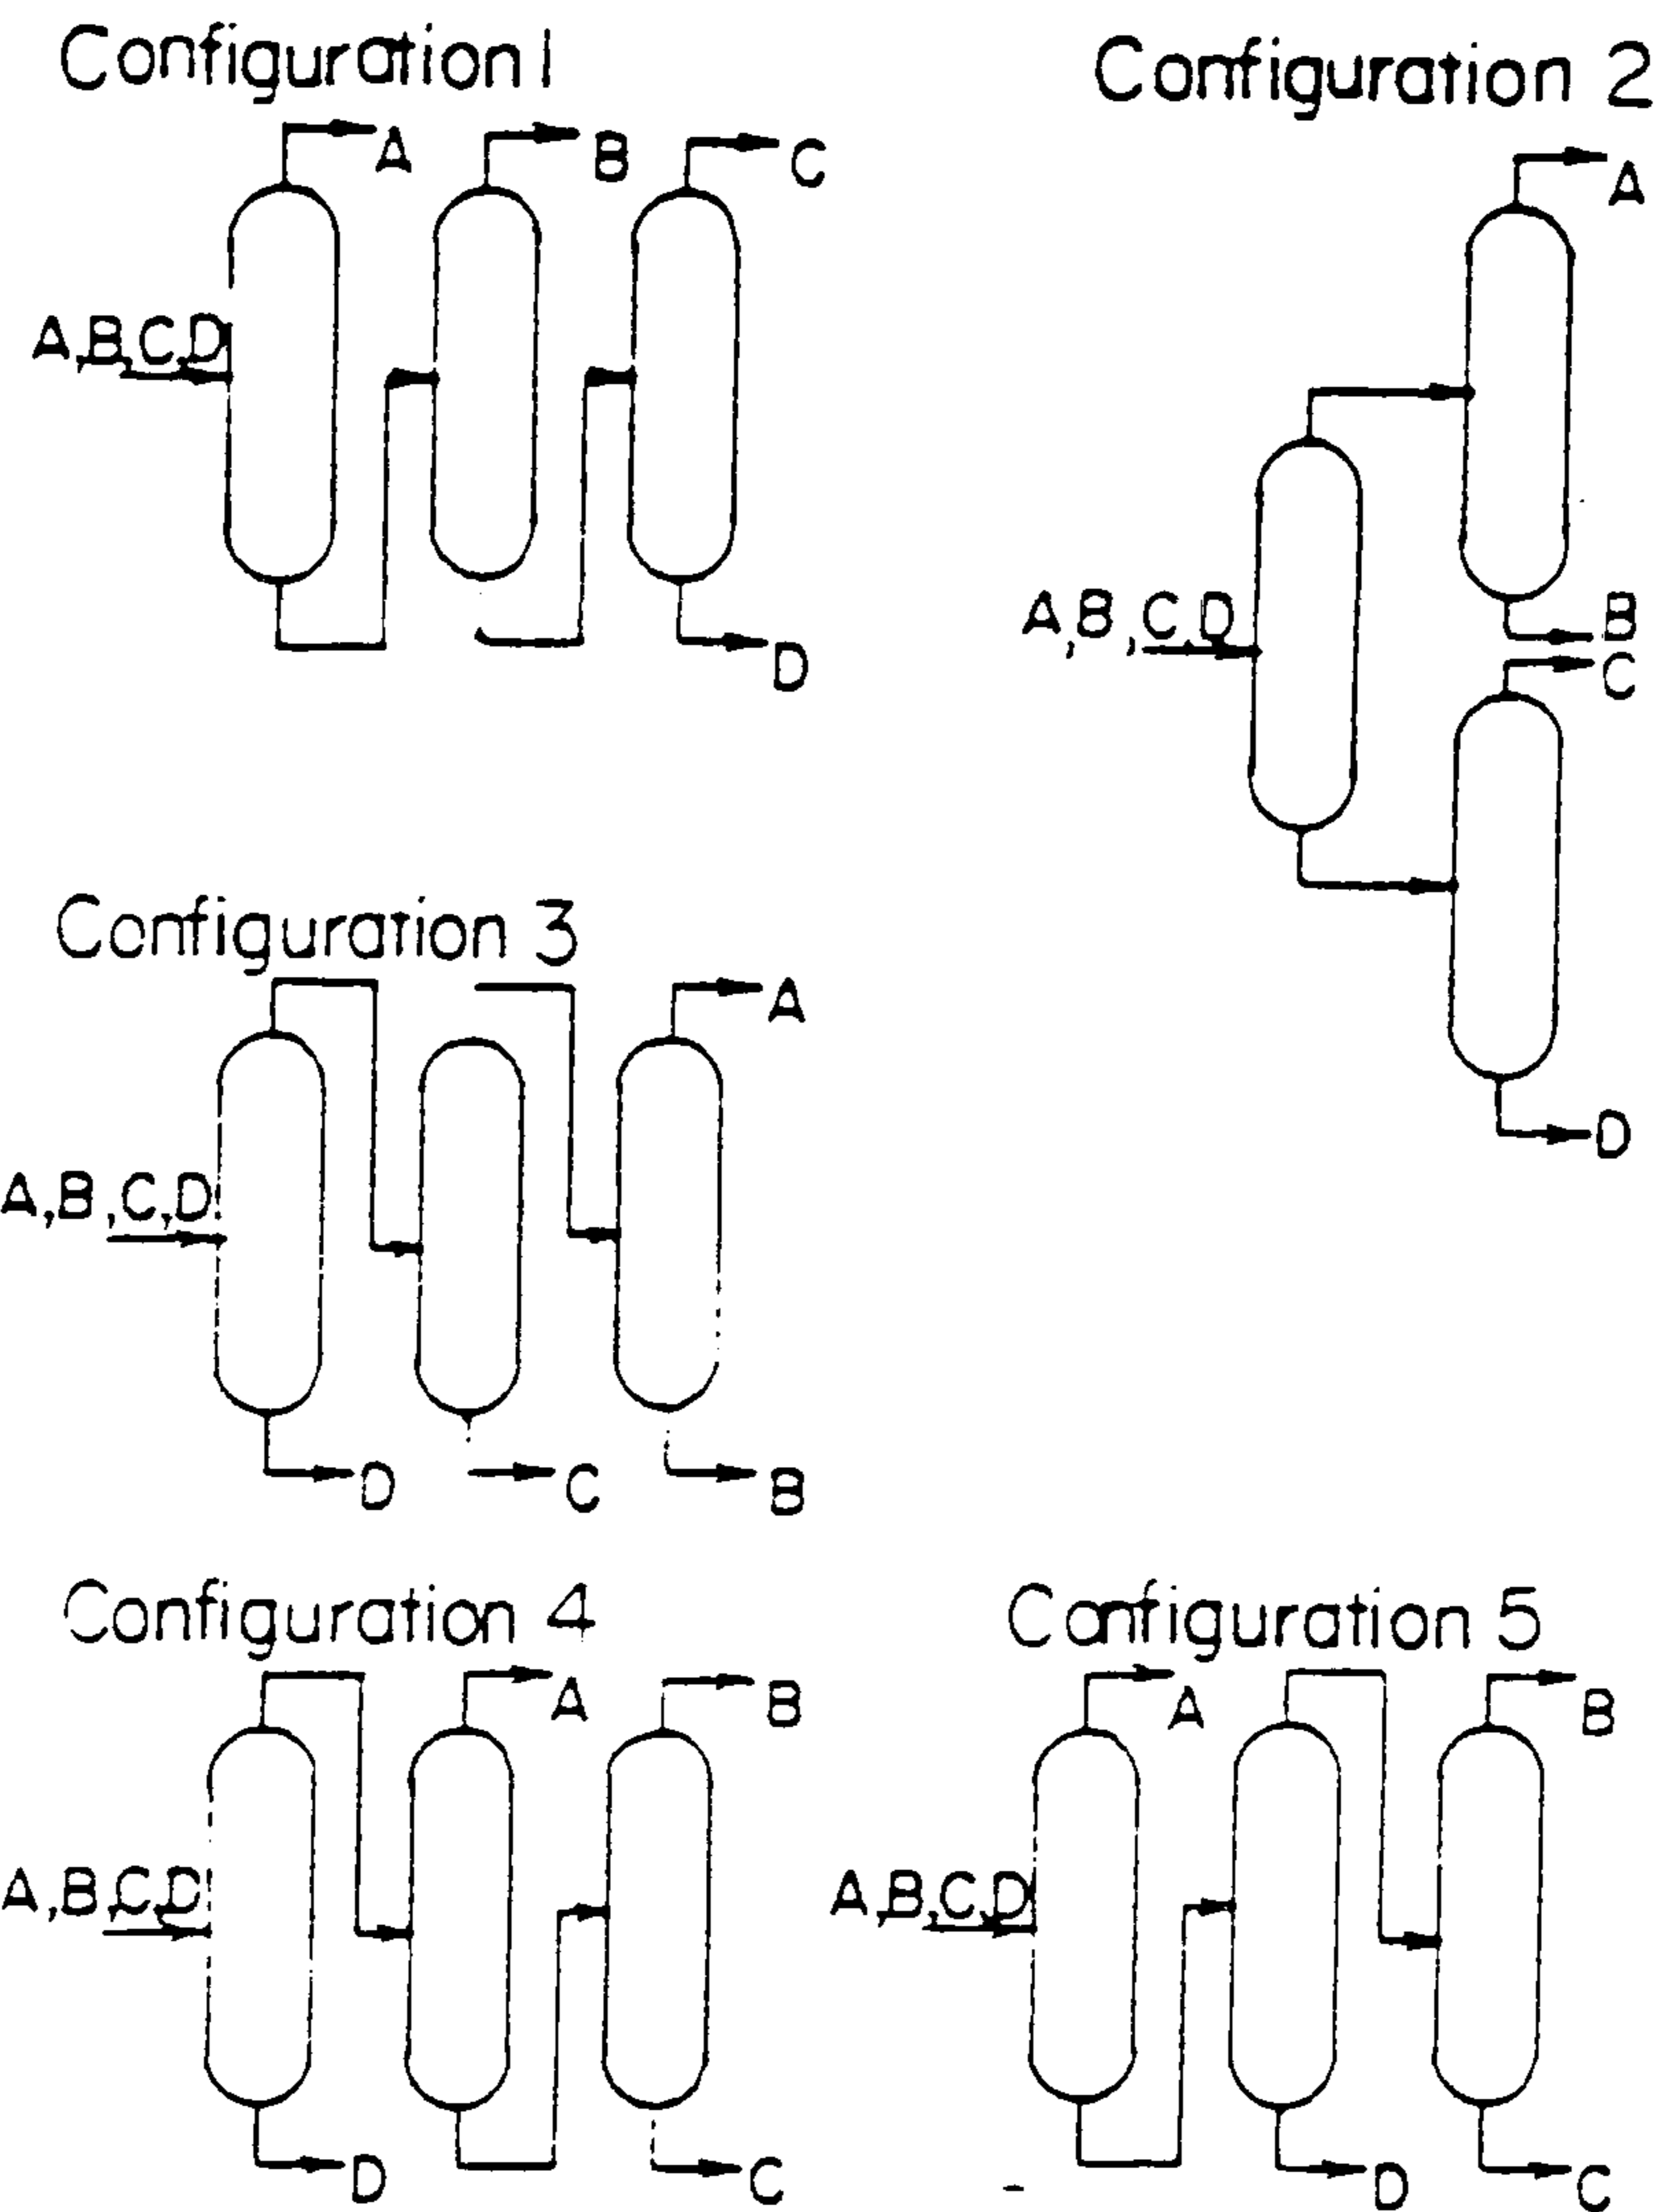 Configuration 1
A
B
C
A,B,C,D
D
Configuration 2
A
A,B,C,D
B
C
D
Configuration 3
A
A,B,C,D
D
C
B
Configuration 4
A
B
A,B,C,D
D
C
Configuration 5
A
B
A,B,C,D
D
C